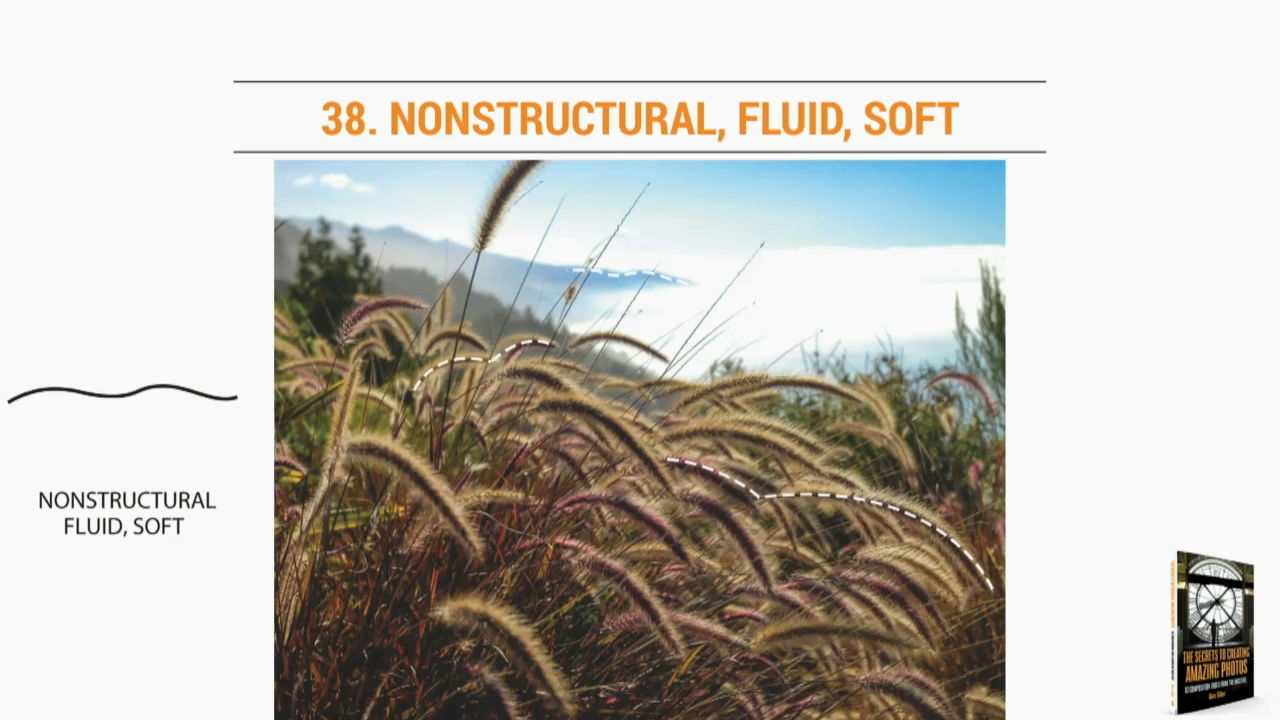 38. NONSTRUCTURAL, FLUID, SOFT
NONSTRUCTURAL
FLUID, SOFT
THE SECRETS TO CREATING
AMAZING PHOTOS